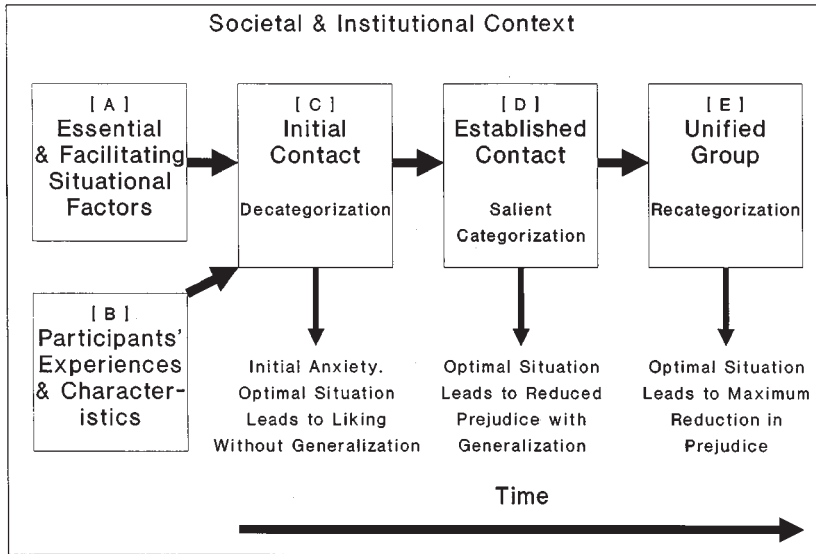 Societal & Institutional Context
[ A ]
Essential
& Facilitating
Situational
Factors
[ B ]
Participants'
Experiences
& Character-
istics
[ C ]
Initial
Contact
Decategorization
Initial Anxiety.
Optimal Situation
Leads to Liking
Without Generalization
[ D ]
Established
Contact
Salient
Categorization
Optimal Situation
Leads to Reduced
Prejudice with
Generalization
[ E ]
Unified
Group
Recategorization
Optimal Situation
Leads to Maximum
Reduction in
Prejudice
Time